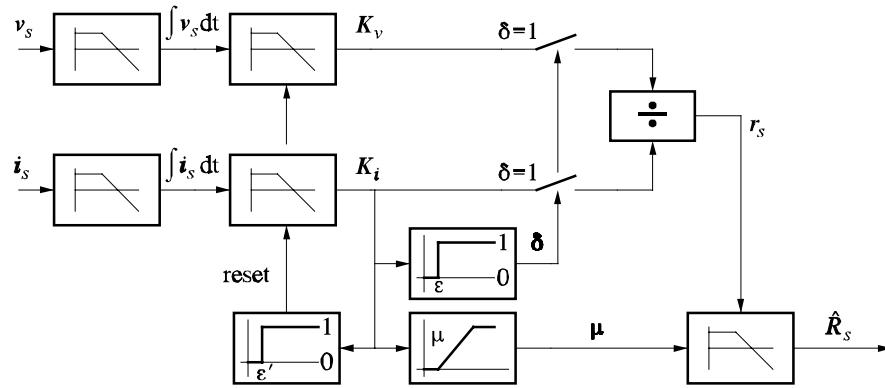 v_s
∫v_s dt
K_v
δ=1
÷
r_s
i_s
∫i_s dt
K_i
δ=1
1
δ
0
ε
reset
1
0
ε′
μ
μ
R̂_s